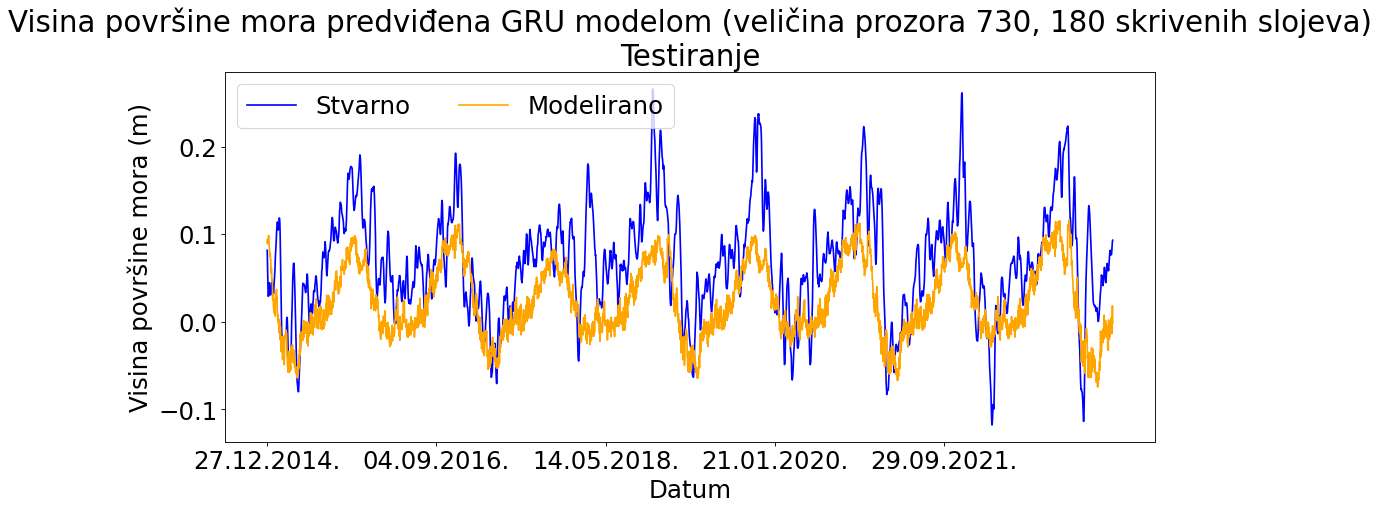 Visina površine mora predviđena GRU modelom (veličina prozora 730, 180 skrivenih slojeva)
Testiranje
Stvarno Modelirano
Visina površine mora (m)
0.2
0.1
0.0
−0.1
27.12.2014. 04.09.2016. 14.05.2018. 21.01.2020. 29.09.2021.
Datum